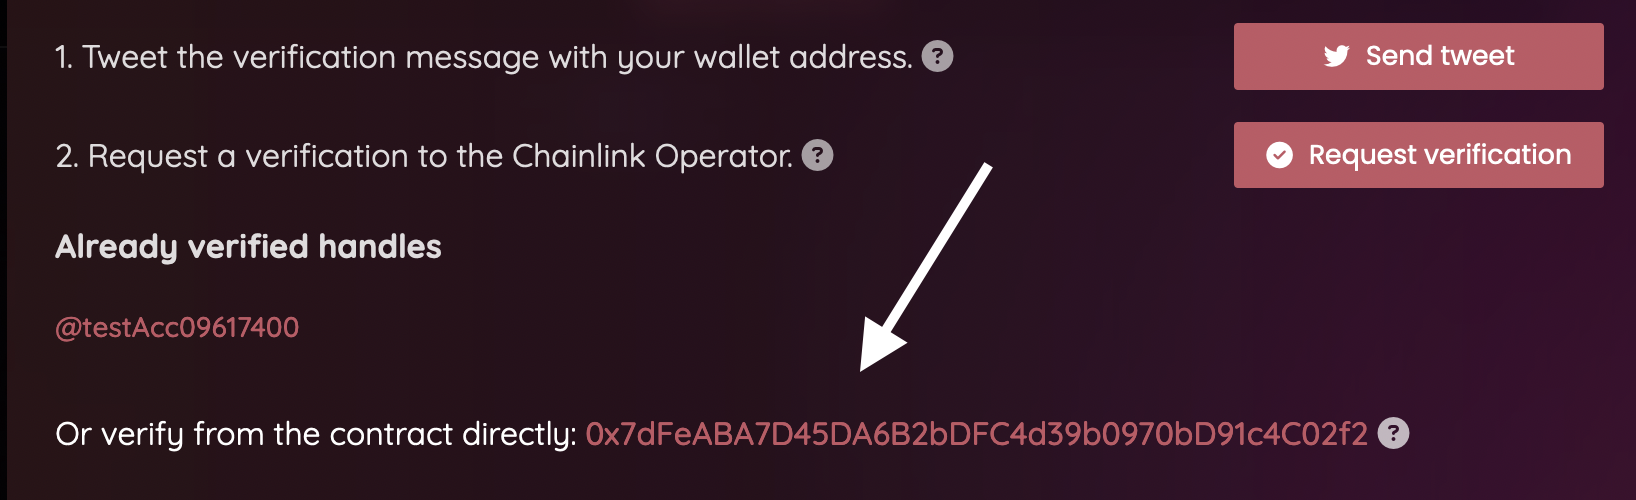 1. Tweet the verification message with your wallet address. ?
Send tweet
2. Request a verification to the Chainlink Operator. ?
Request verification
Already verified handles
@testAcc09617400
Or verify from the contract directly: 0x7dFeABA7D45DA6B2bDFC4d39b0970bD91c4C02f2 ?